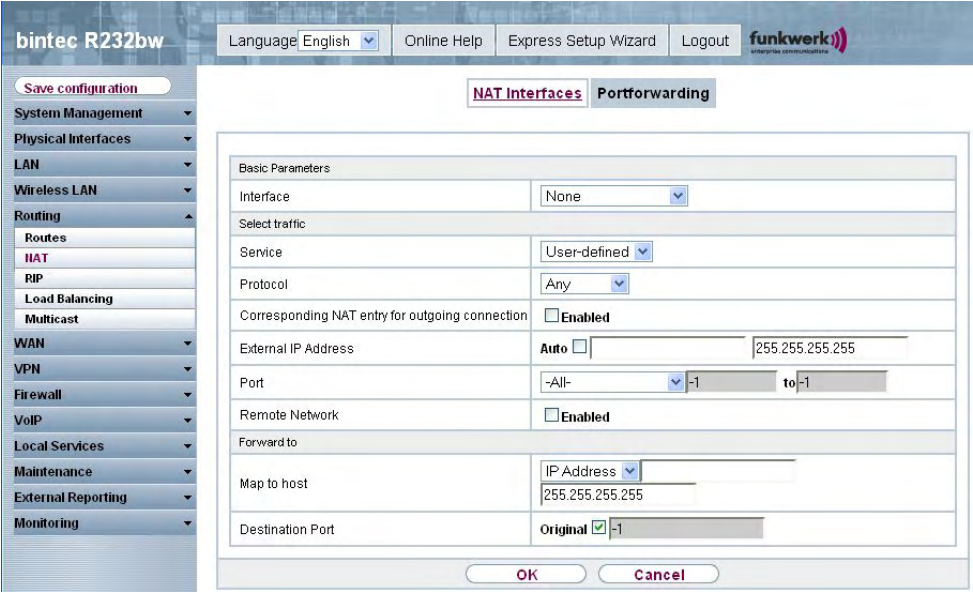 bintec R232bw
Language English Online Help Express Setup Wizard Logout funkwerk
enterprise communications
Save configuration
System Management
Physical Interfaces
LAN
Wireless LAN
Routing
Routes
NAT
RIP
Load Balancing
Multicast
WAN
VPN
Firewall
VoIP
Local Services
Maintenance
External Reporting
Monitoring
NAT Interfaces Portforwarding
Basic Parameters
Interface None
Select traffic
Service User-defined
Protocol Any
Corresponding NAT entry for outgoing connection Enabled
External IP Address Auto 255.255.255.255
Port -All- -1 to -1
Remote Network Enabled
Forward to
Map to host IP Address
255.255.255.255
Destination Port Original -1
OK Cancel